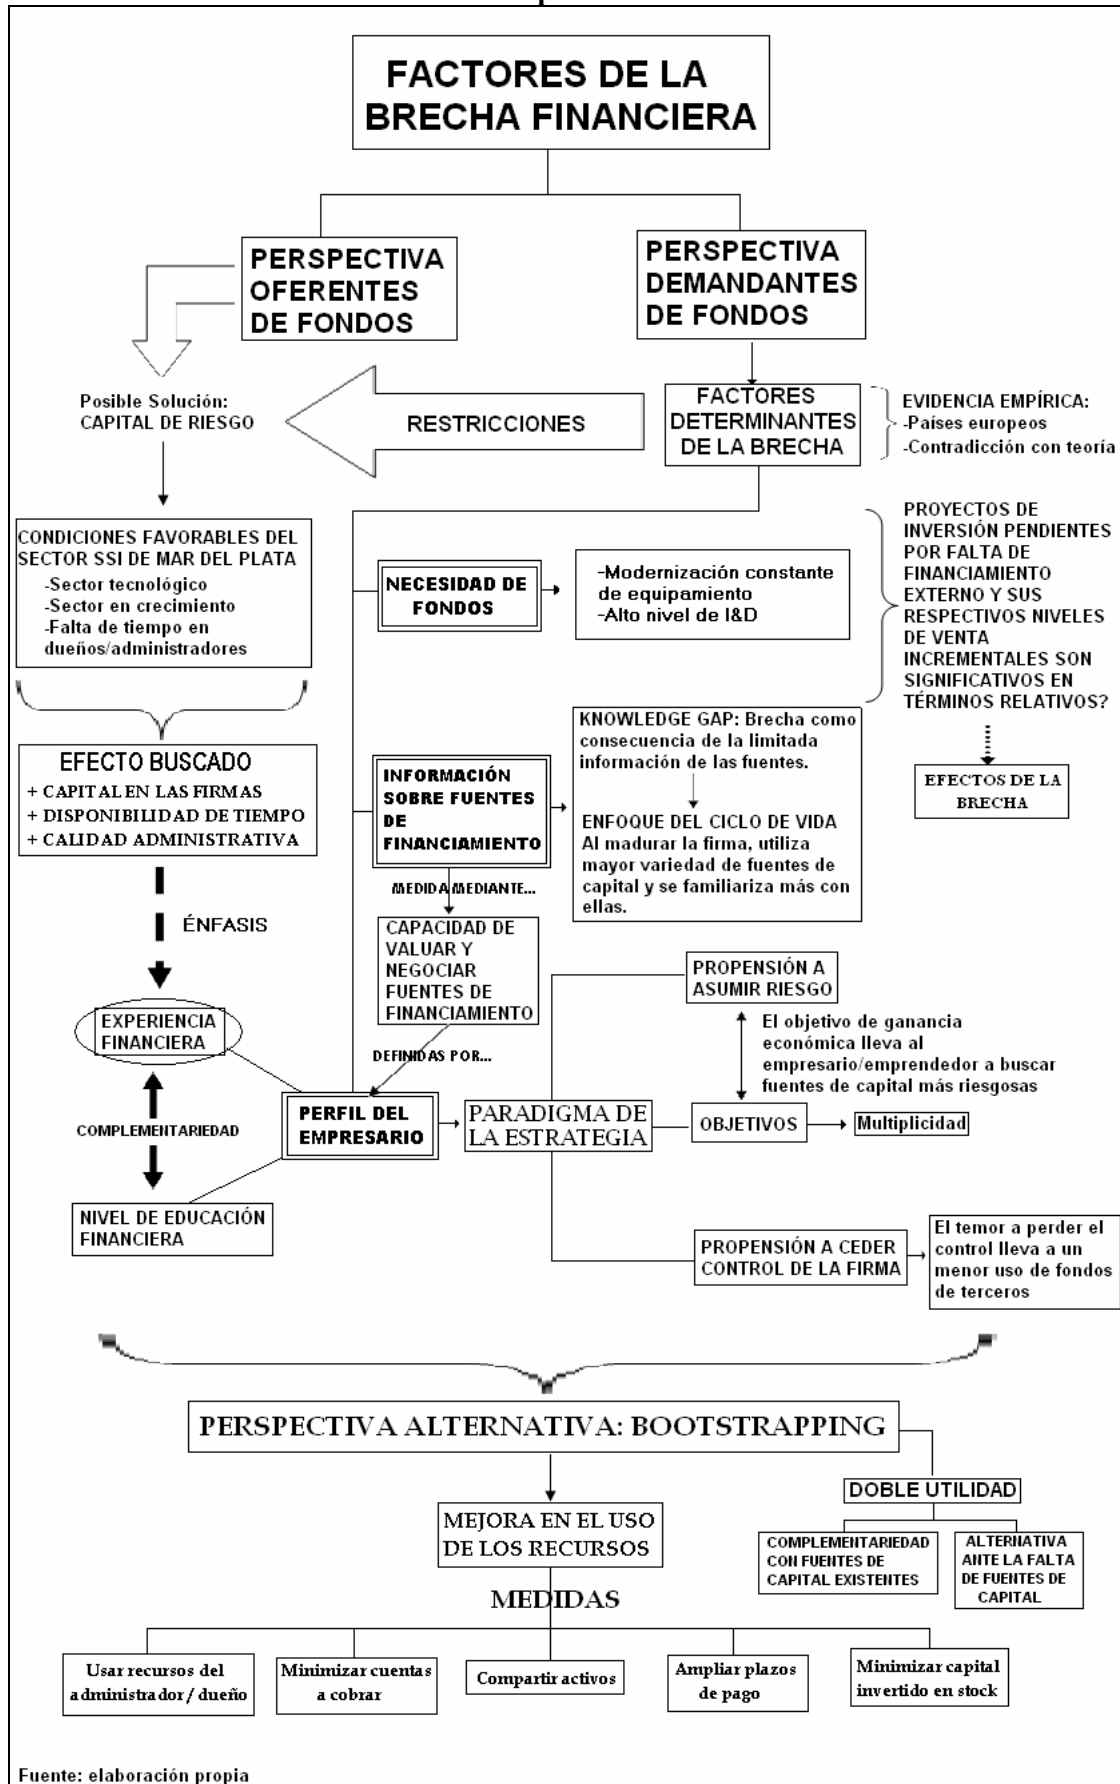 FACTORES DE LA
BRECHA FINANCIERA
PERSPECTIVA
OFERENTES
DE FONDOS
PERSPECTIVA
DEMANDANTES
DE FONDOS
Posible Solución:
CAPITAL DE RIESGO
RESTRICCIONES
FACTORES
DETERMINANTES
DE LA BRECHA
EVIDENCIA EMPÍRICA:
-Países europeos
-Contradicción con teoría
CONDICIONES FAVORABLES DEL
SECTOR SSI DE MAR DEL PLATA
-Sector tecnológico
-Sector en crecimiento
-Falta de tiempo en
dueños/administradores
NECESIDAD DE
FONDOS
-Modernización constante
de equipamiento
-Alto nivel de I&D
PROYECTOS DE
INVERSIÓN PENDIENTES
POR FALTA DE
FINANCIAMIENTO
EXTERNO Y SUS
RESPECTIVOS NIVELES
DE VENTA
INCREMENTALES SON
SIGNIFICATIVOS EN
TÉRMINOS RELATIVOS?
EFECTOS DE LA
BRECHA
EFECTO BUSCADO
+ CAPITAL EN LAS FIRMAS
+ DISPONIBILIDAD DE TIEMPO
+ CALIDAD ADMINISTRATIVA
INFORMACIÓN
SOBRE FUENTES
DE
FINANCIAMIENTO
KNOWLEDGE GAP: Brecha como
consecuencia de la limitada
información de las fuentes.
ENFOQUE DEL CICLO DE VIDA
Al madurar la firma, utiliza
mayor variedad de fuentes de
capital y se familiariza más con
ellas.
MEDIDA MEDIANTE...
ÉNFASIS
CAPACIDAD DE
VALUAR Y
NEGOCIAR
FUENTES DE
FINANCIAMIENTO
DEFINIDAS POR...
EXPERIENCIA
FINANCIERA
COMPLEMENTARIEDAD
NIVEL DE EDUCACIÓN
FINANCIERA
PERFIL DEL
EMPRESARIO
PARADIGMA DE
LA ESTRATEGIA
PROPENSIÓN A
ASUMIR RIESGO
El objetivo de ganancia
económica lleva al
empresario/emprendedor a buscar
fuentes de capital más riesgosas
OBJETIVOS
Multiplicidad
PROPENSIÓN A CEDER
CONTROL DE LA FIRMA
El temor a perder el
control lleva a un
menor uso de fondos
de terceros
PERSPECTIVA ALTERNATIVA: BOOTSTRAPPING
DOBLE UTILIDAD
COMPLEMENTARIEDAD
CON FUENTES DE
CAPITAL EXISTENTES
ALTERNATIVA
ANTE LA FALTA
DE FUENTES DE
CAPITAL
MEJORA EN EL USO
DE LOS RECURSOS
MEDIDAS
Usar recursos del
administrador/ dueño
Minimizar cuentas
a cobrar
Compartir activos
Ampliar plazos
de pago
Minimizar capital
invertido en stock
Fuente: elaboración propia